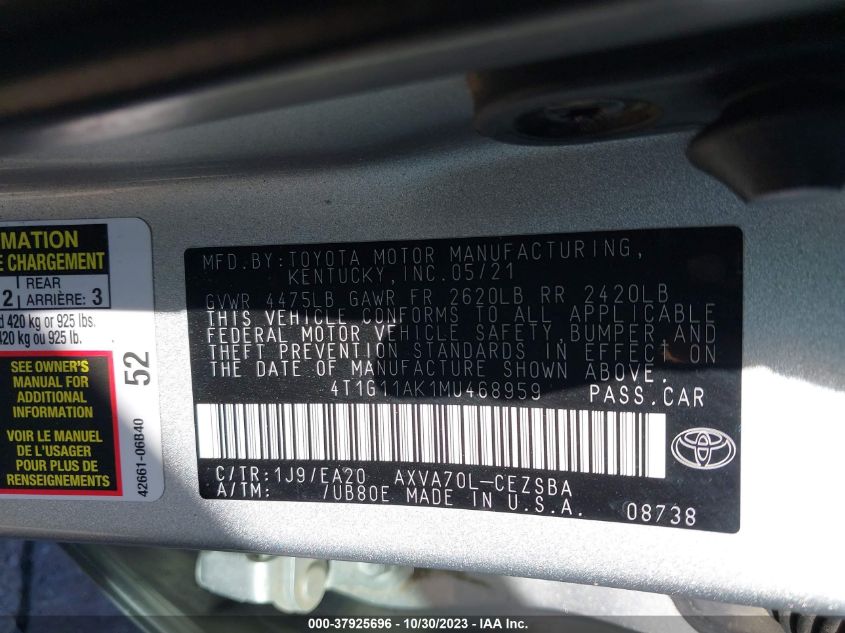 MATION
E CHARGEMENT
2 REAR ARRIÈRE: 3
420 kg or 925 lbs.
420 kg ou 925 lb.
SEE OWNER'S
MANUAL FOR
ADDITIONAL
INFORMATION
VOIR LE MANUEL
DE L'USAGER
POUR PLUS DE
RENSEIGNEMENTS
52
42661-06B40
MFD.BY:TOYOTA MOTOR MANUFACTURING,
KENTUCKY,INC.05/21
GVWR 4475LB GAWR FR 2620LB RR 2420LB
THIS VEHICLE CONFORMS TO ALL APPLICABLE
FEDERAL MOTOR VEHICLE SAFETY,BUMPER,AND
THEFT PREVENTION STANDARDS IN EFFECT ON
THE DATE OF MANUFACTURE SHOWN ABOVE.
4T1G11AK1MU468959 PASS.CAR
C/TR:1J9/EA20 AXVA70L-CEZSBA
A/TM: /UB80E MADE IN U.S.A.
08738
000-37925696 - 10/30/2023 - IAA Inc.